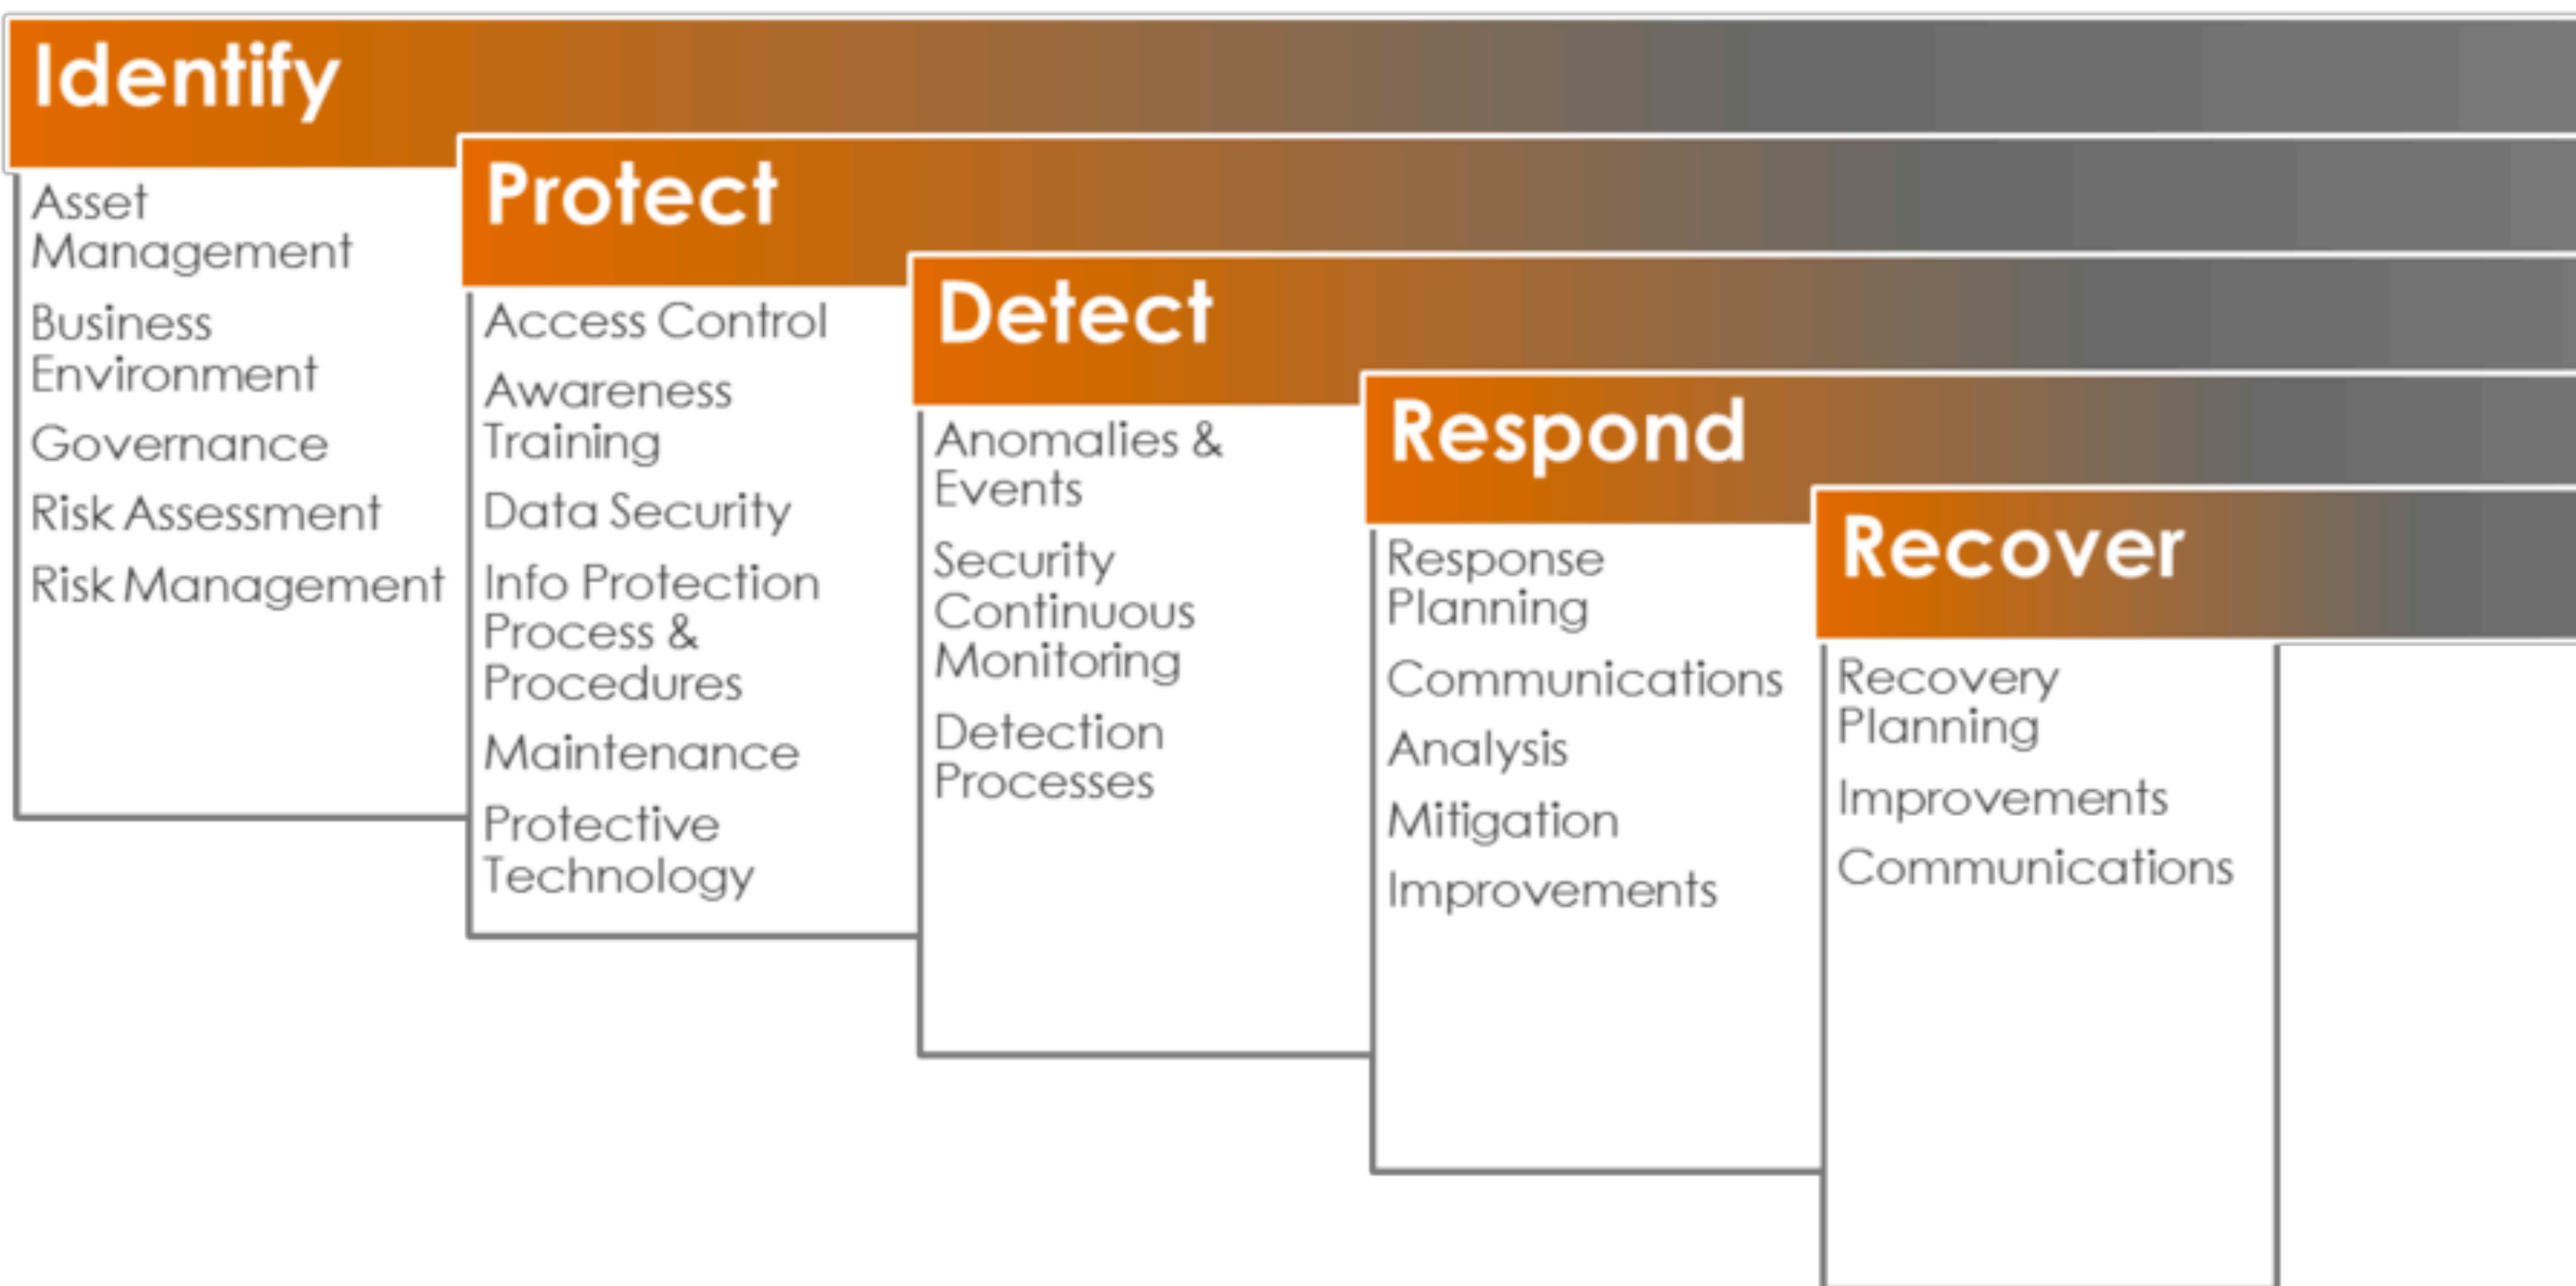 Identify
Asset
Management
Business
Environment
Governance
Risk Assessment
Risk Management
Protect
Access Control
Awareness
Training
Data Security
Info Protection
Process &
Procedures
Maintenance
Protective
Technology
Detect
Anomalies &
Events
Security
Continuous
Monitoring
Detection
Processes
Respond
Response
Planning
Communications
Analysis
Mitigation
Improvements
Recover
Recovery
Planning
Improvements
Communications